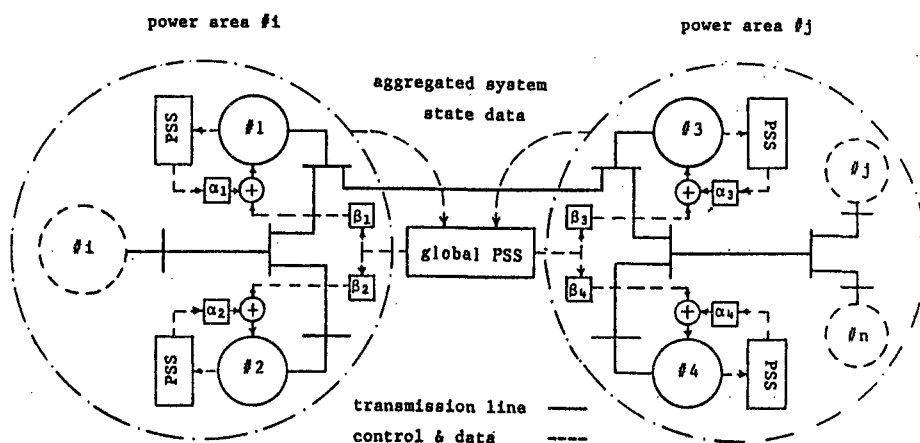 power area #i
power area #j
aggregated system
state data
PSS
#1
α1
+
β1
#3
PSS
α3
+
β3
#j
#i
global PSS
β2
β4
α2
+
PSS
#2
+
α4
#4
PSS
#n
transmission line
control & data